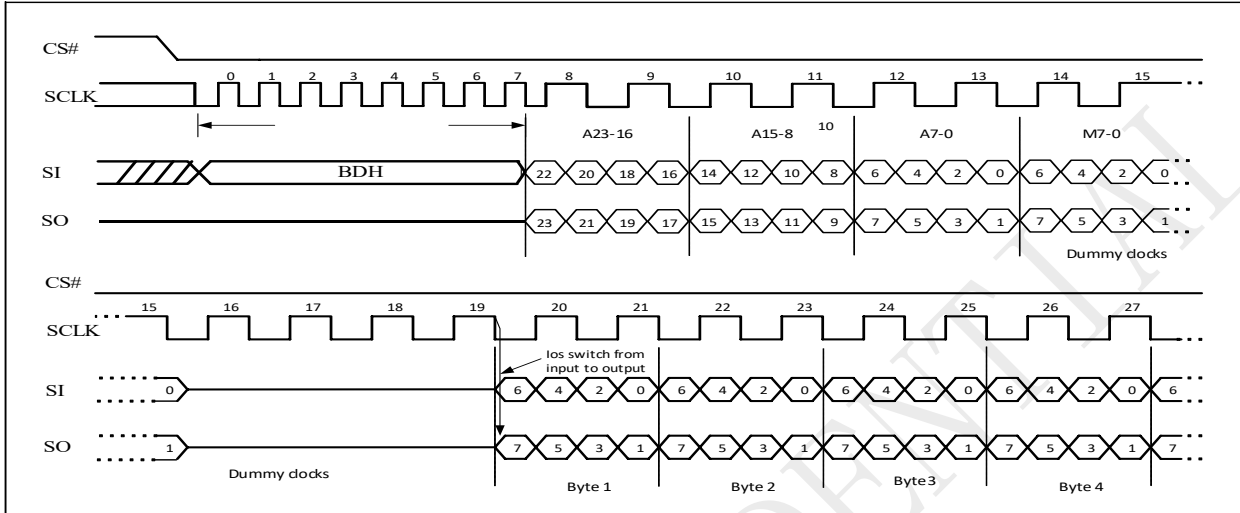 CS#
0 1 2 3 4 5 6 7 8 9 10 11 12 13 14 15
SCLK
A23-16 A15-8 10 A7-0 M7-0
SI BDH 22 20 18 16 14 12 10 8 6 4 2 0 6 4 2 0
SO 23 21 19 17 15 13 11 9 7 5 3 1 7 5 3 1
Dummy clocks
CS#
15 16 17 18 19 20 21 22 23 24 25 26 27
SCLK
Ios switch from
input to output
SI 0 6 4 2 0 6 4 2 0 6 4 2 0 6 4 2 0 6
SO 1 7 5 3 1 7 5 3 1 7 5 3 1 7 5 3 1 7
Dummy clocks Byte 1 Byte 2 Byte 3 Byte 4